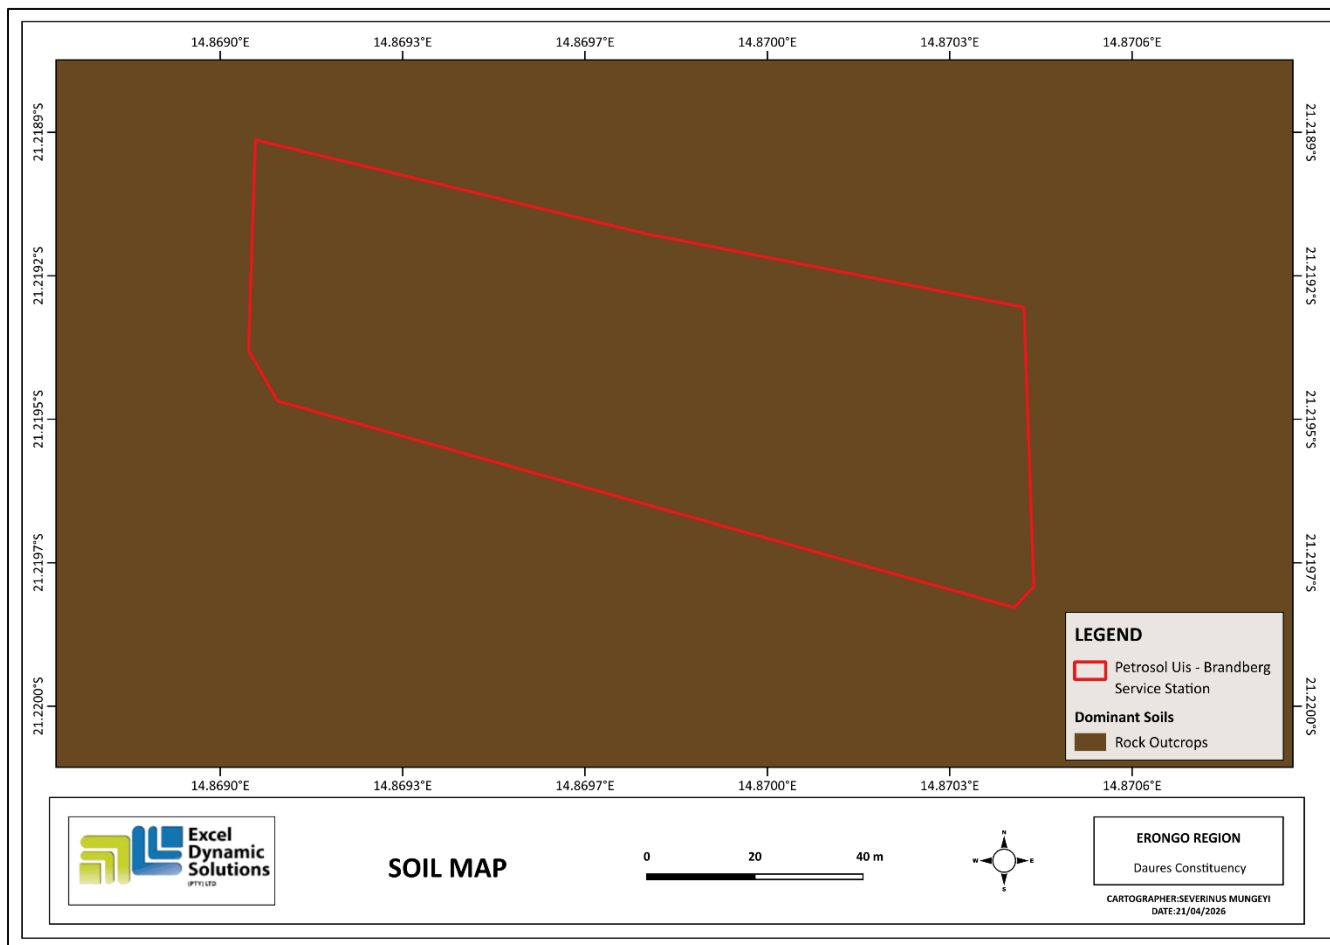 14.8690°E 14.8693°E 14.8697°E 14.8700°E 14.8703°E 14.8706°E
21.2189°S 21.2189°S
21.2192°S 21.2192°S
21.2195°S 21.2195°S
21.2197°S 21.2197°S
21.2200°S 21.2200°S
LEGEND
Petrosol Uis - Brandberg
Service Station
Dominant Soils
Rock Outcrops
14.8690°E 14.8693°E 14.8697°E 14.8700°E 14.8703°E 14.8706°E
Excel
Dynamic
Solutions
(PTY) LTD
SOIL MAP
0 20 40 m
N
W E
S
ERONGO REGION
Daures Constituency
CARTOGRAPHER:SEVERINUS MUNGEYI
DATE:21/04/2026